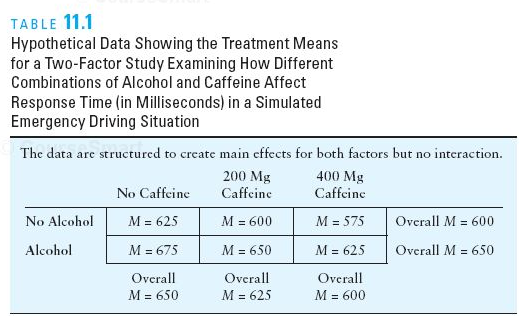 TABLE 11.1
Hypothetical Data Showing the Treatment Means
for a Two-Factor Study Examining How Different
Combinations of Alcohol and Caffeine Affect
Response Time (in Milliseconds) in a Simulated
Emergency Driving Situation
The data are structured to create main effects for both factors but no interaction.
No Caffeine 200 Mg Caffeine 400 Mg Caffeine
No Alcohol M = 625 M = 600 M = 575 Overall M = 600
Alcohol M = 675 M = 650 M = 625 Overall M = 650
Overall Overall Overall
M = 650 M = 625 M = 600